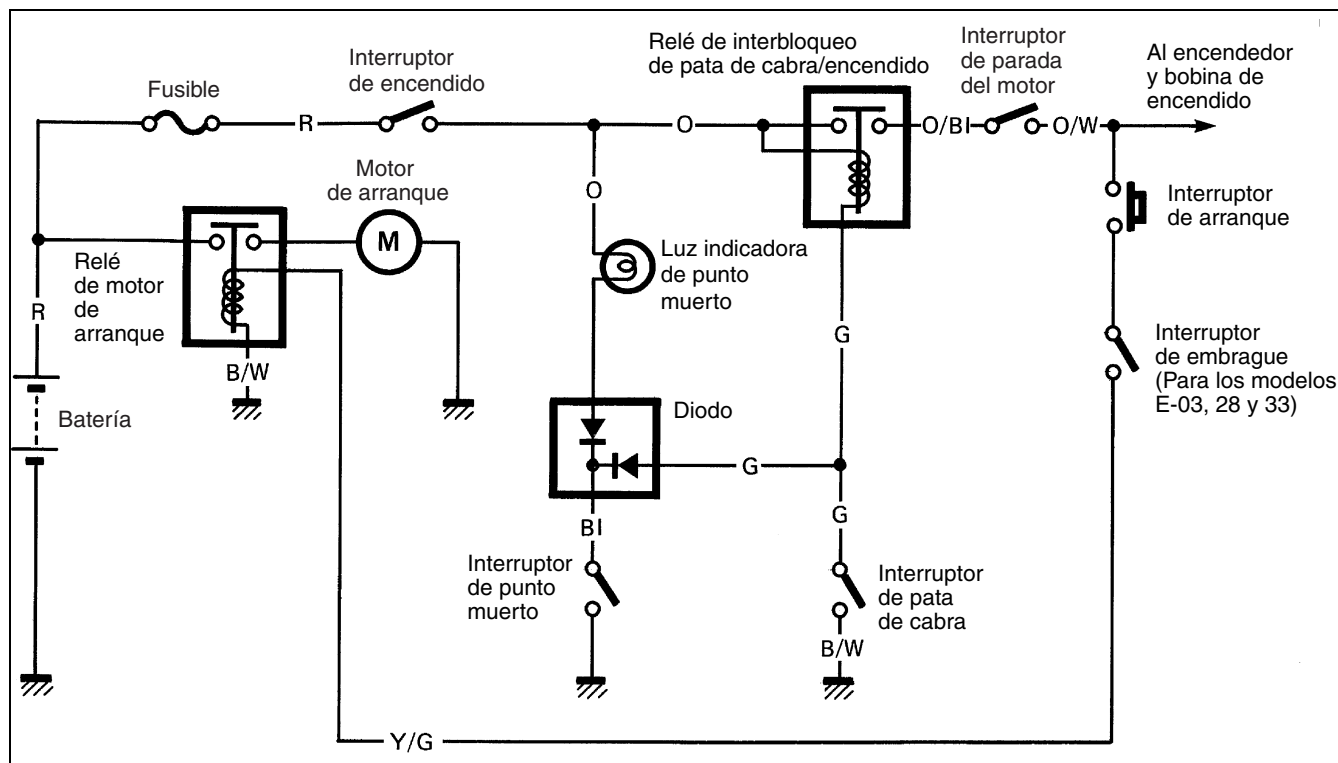 Relé de interbloqueo
de pata de cabra/encendido
Interruptor
de parada
del motor
Al encendedor
y bobina de
encendido
Interruptor
de encendido
Fusible
R
O
O/Bl
O/W
Motor
de arranque
O
M
Interruptor
de arranque
Relé
de motor
de
arranque
R
Luz indicadora
de punto
muerto
G
Interruptor
de embrague
(Para los modelos
E-03, 28 y 33)
B/W
Batería
Diodo
G
G
Bl
Interruptor
de punto
muerto
Interruptor
de pata
de cabra
B/W
Y/G